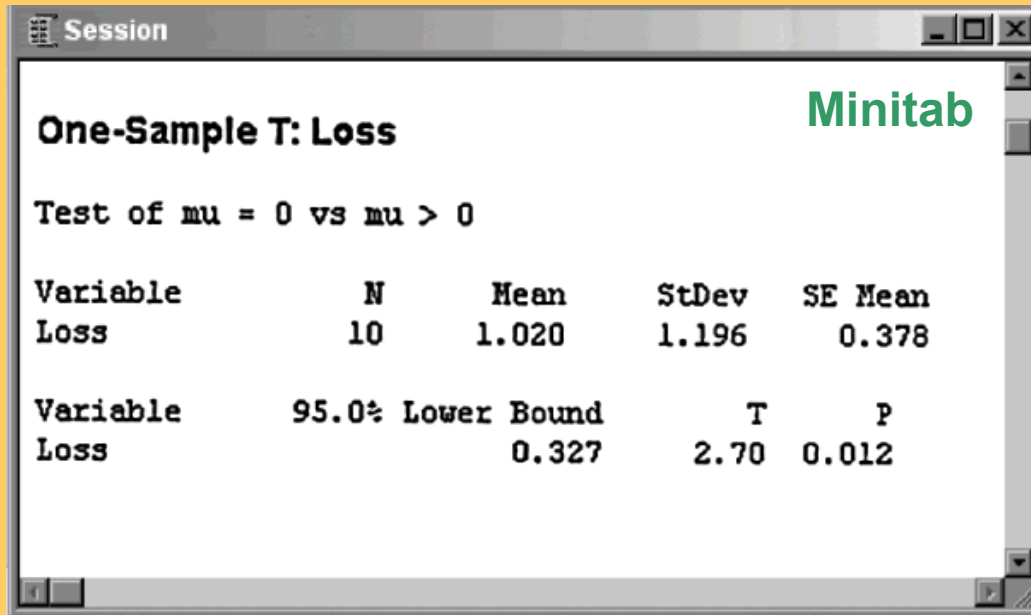 Session
Minitab
One-Sample T: Loss
Test of mu = 0 vs mu > 0
Variable N Mean StDev SE Mean
Loss 10 1.020 1.196 0.378
Variable 95.0% Lower Bound T P
Loss 0.327 2.70 0.012